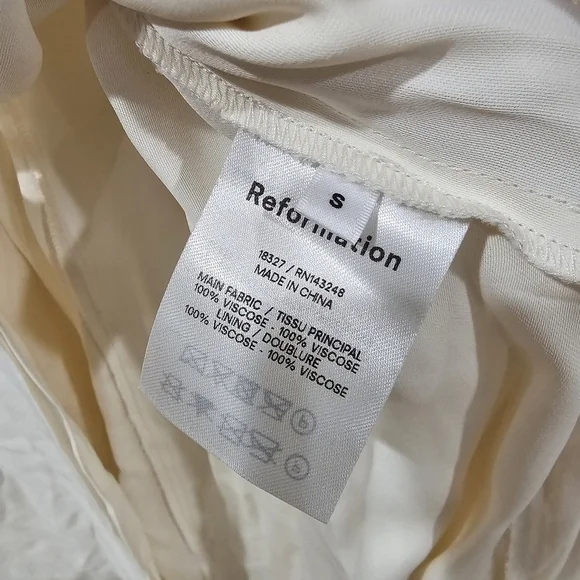 S
Reformation
18327 / RN143248
MADE IN CHINA
MAIN FABRIC / TISSU PRINCIPAL
100% VISCOSE - 100% VISCOSE
LINING / DOUBLURE
100% VISCOSE - 100% VISCOSE